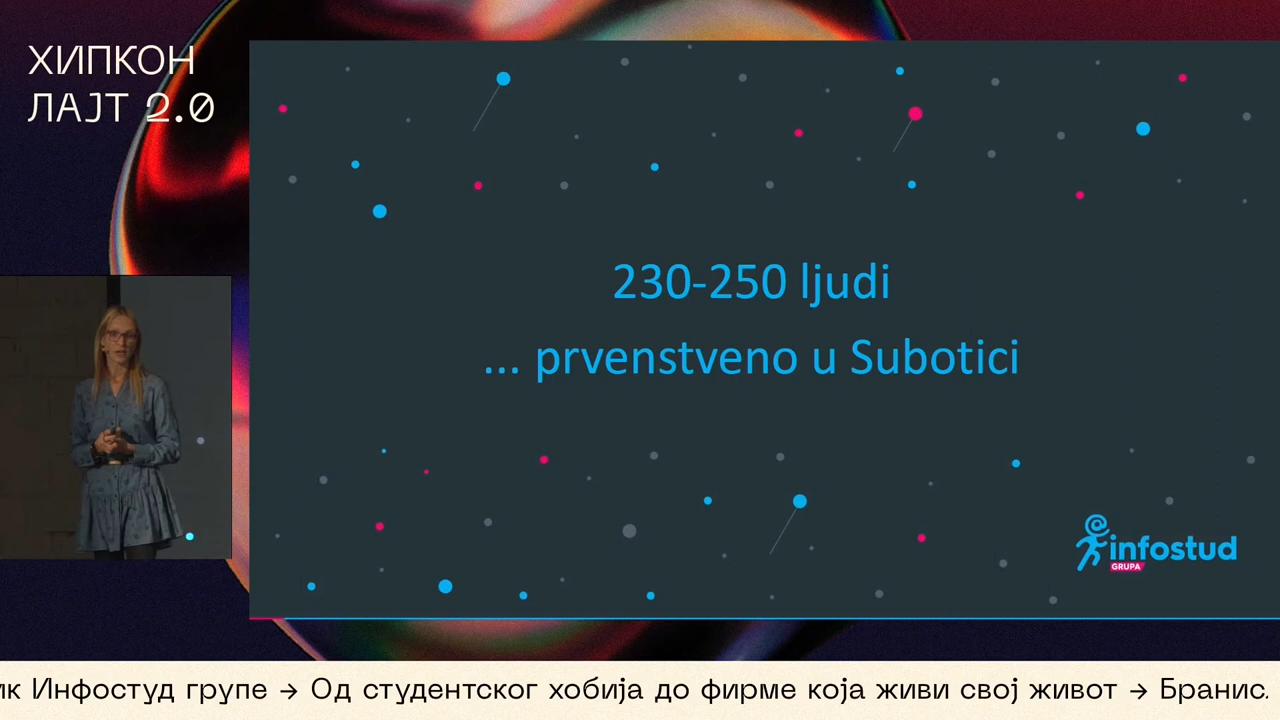 ХИПКОН
ЛАЈТ 2.0
230-250 ljudi
... prvenstveno u Subotici
infostud
GRUPA
Инфостуд групе → Од студентског хобија до фирме која живи свој живот →